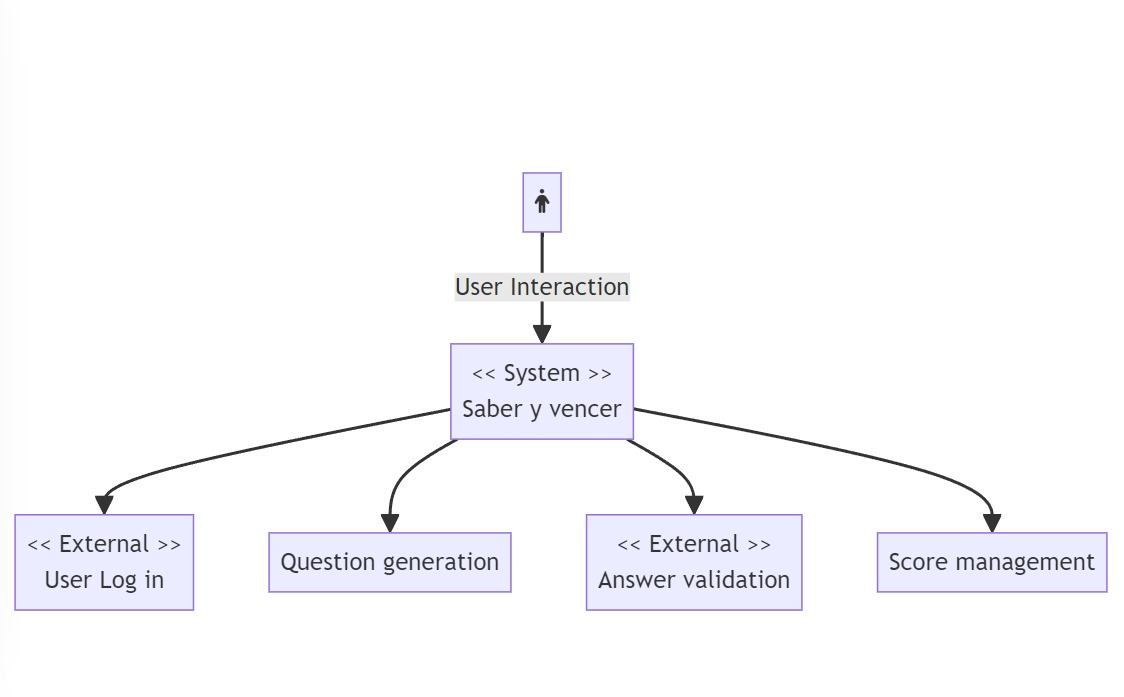 User Interaction
<< System >>
Saber y vencer
<< External >>
User Log in
Question generation
<< External >>
Answer validation
Score management